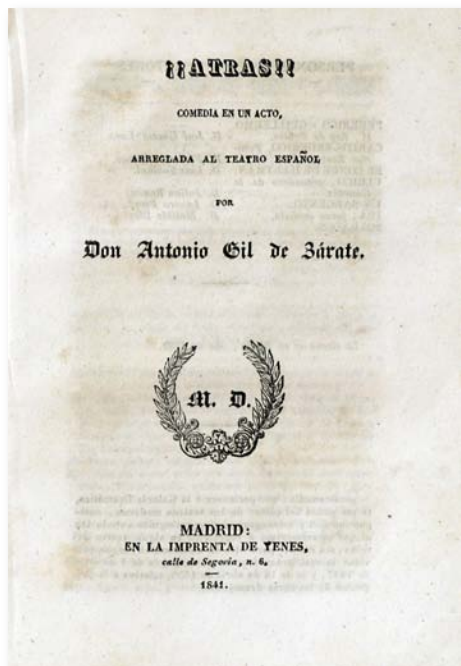 ¡¡ATRAS!!
COMEDIA EN UN ACTO,
ARREGLADA AL TEATRO ESPAÑOL
POR
Don Antonio Gil de Zárate.
M. D.
MADRID:
EN LA IMPRENTA DE YENES,
calle de Segovia, n. 6.
1841.